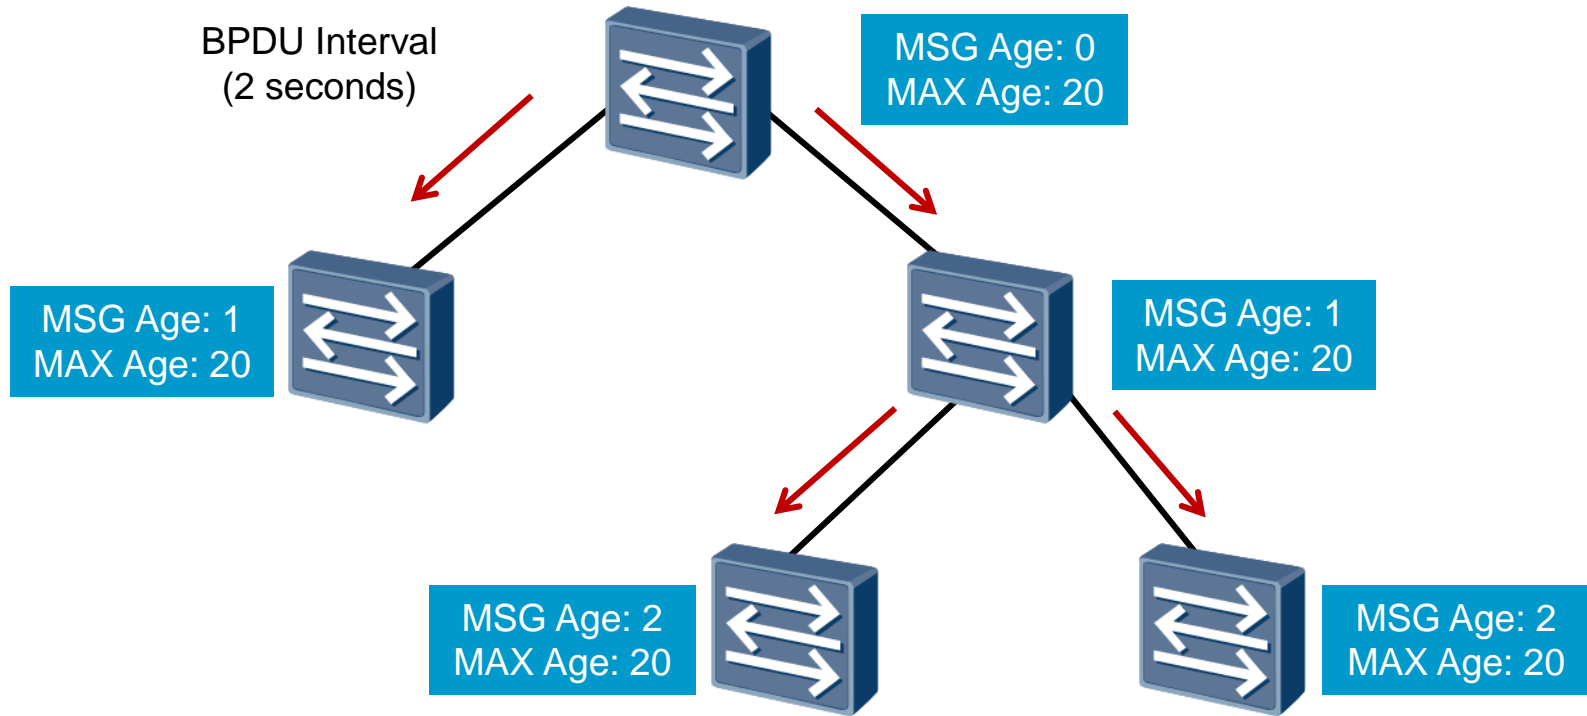 BPDU Interval
(2 seconds)
MSG Age: 0
MAX Age: 20
MSG Age: 1
MAX Age: 20
MSG Age: 1
MAX Age: 20
MSG Age: 2
MAX Age: 20
MSG Age: 2
MAX Age: 20